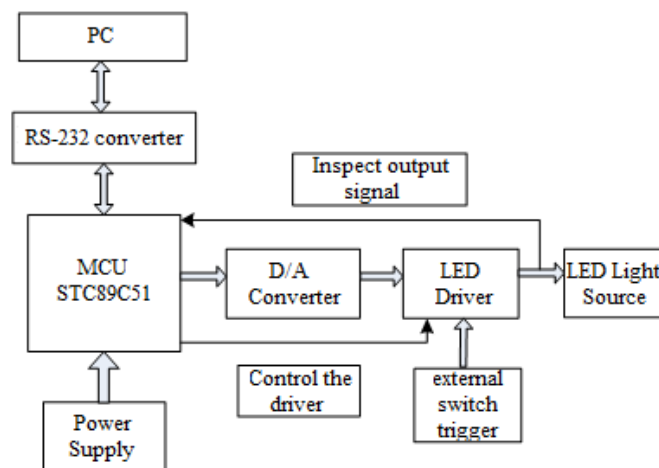 PC
RS-232 converter
Inspect output
signal
MCU
STC89C51
D/A
Converter
LED
Driver
LED Light
Source
Control the
driver
external
switch
trigger
Power
Supply